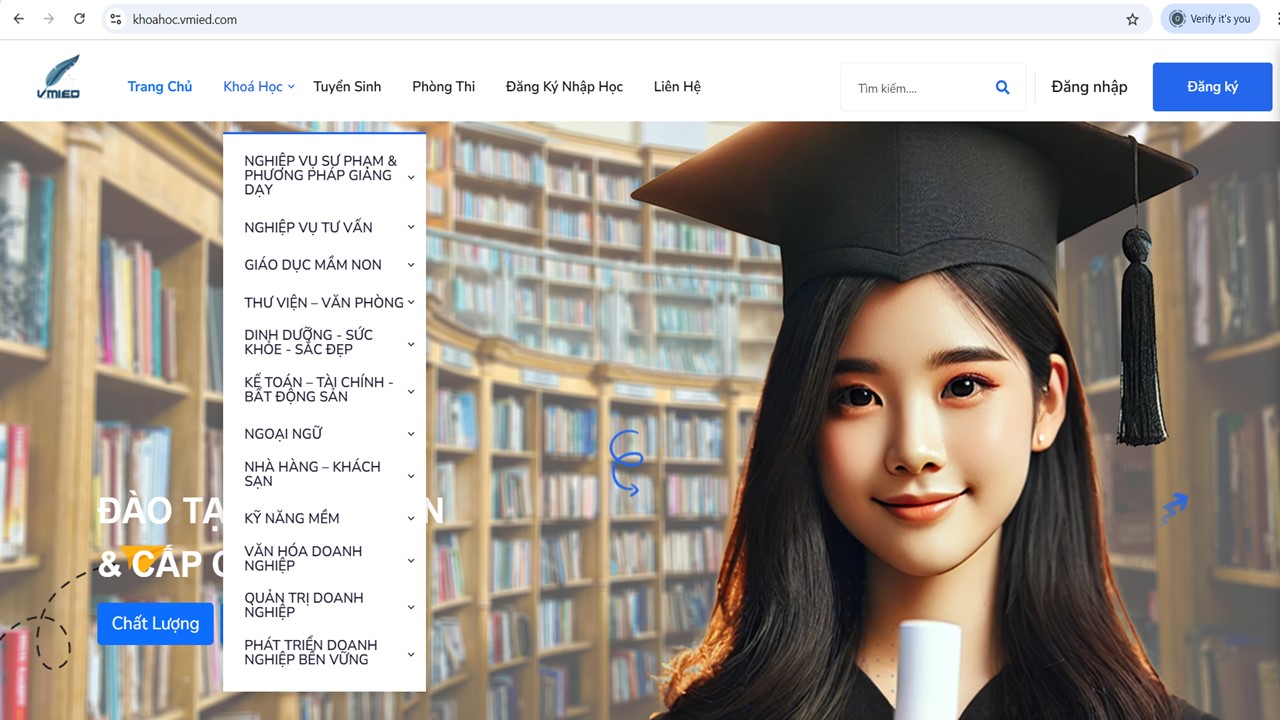 khoahoc.vmied.com
Verify it's you
VMIED
Trang Chủ
Khoá Học
Tuyển Sinh
Phòng Thi
Đăng Ký Nhập Học
Liên Hệ
Tìm kiếm....
Đăng nhập
Đăng ký
NGHIỆP VỤ SƯ PHẠM &
PHƯƠNG PHÁP GIẢNG
DẠY
NGHIỆP VỤ TƯ VẤN
GIÁO DỤC MẦM NON
THƯ VIỆN – VĂN PHÒNG
DINH DƯỠNG - SỨC
KHỎE - SẮC ĐẸP
KẾ TOÁN – TÀI CHÍNH -
BẤT ĐỘNG SẢN
NGOẠI NGỮ
NHÀ HÀNG – KHÁCH
SẠN
KỸ NĂNG MỀM
VĂN HÓA DOANH
NGHIỆP
QUẢN TRỊ DOANH
NGHIỆP
PHÁT TRIỂN DOANH
NGHIỆP BỀN VỮNG
ĐÀO
& CẤP
Chất Lượng